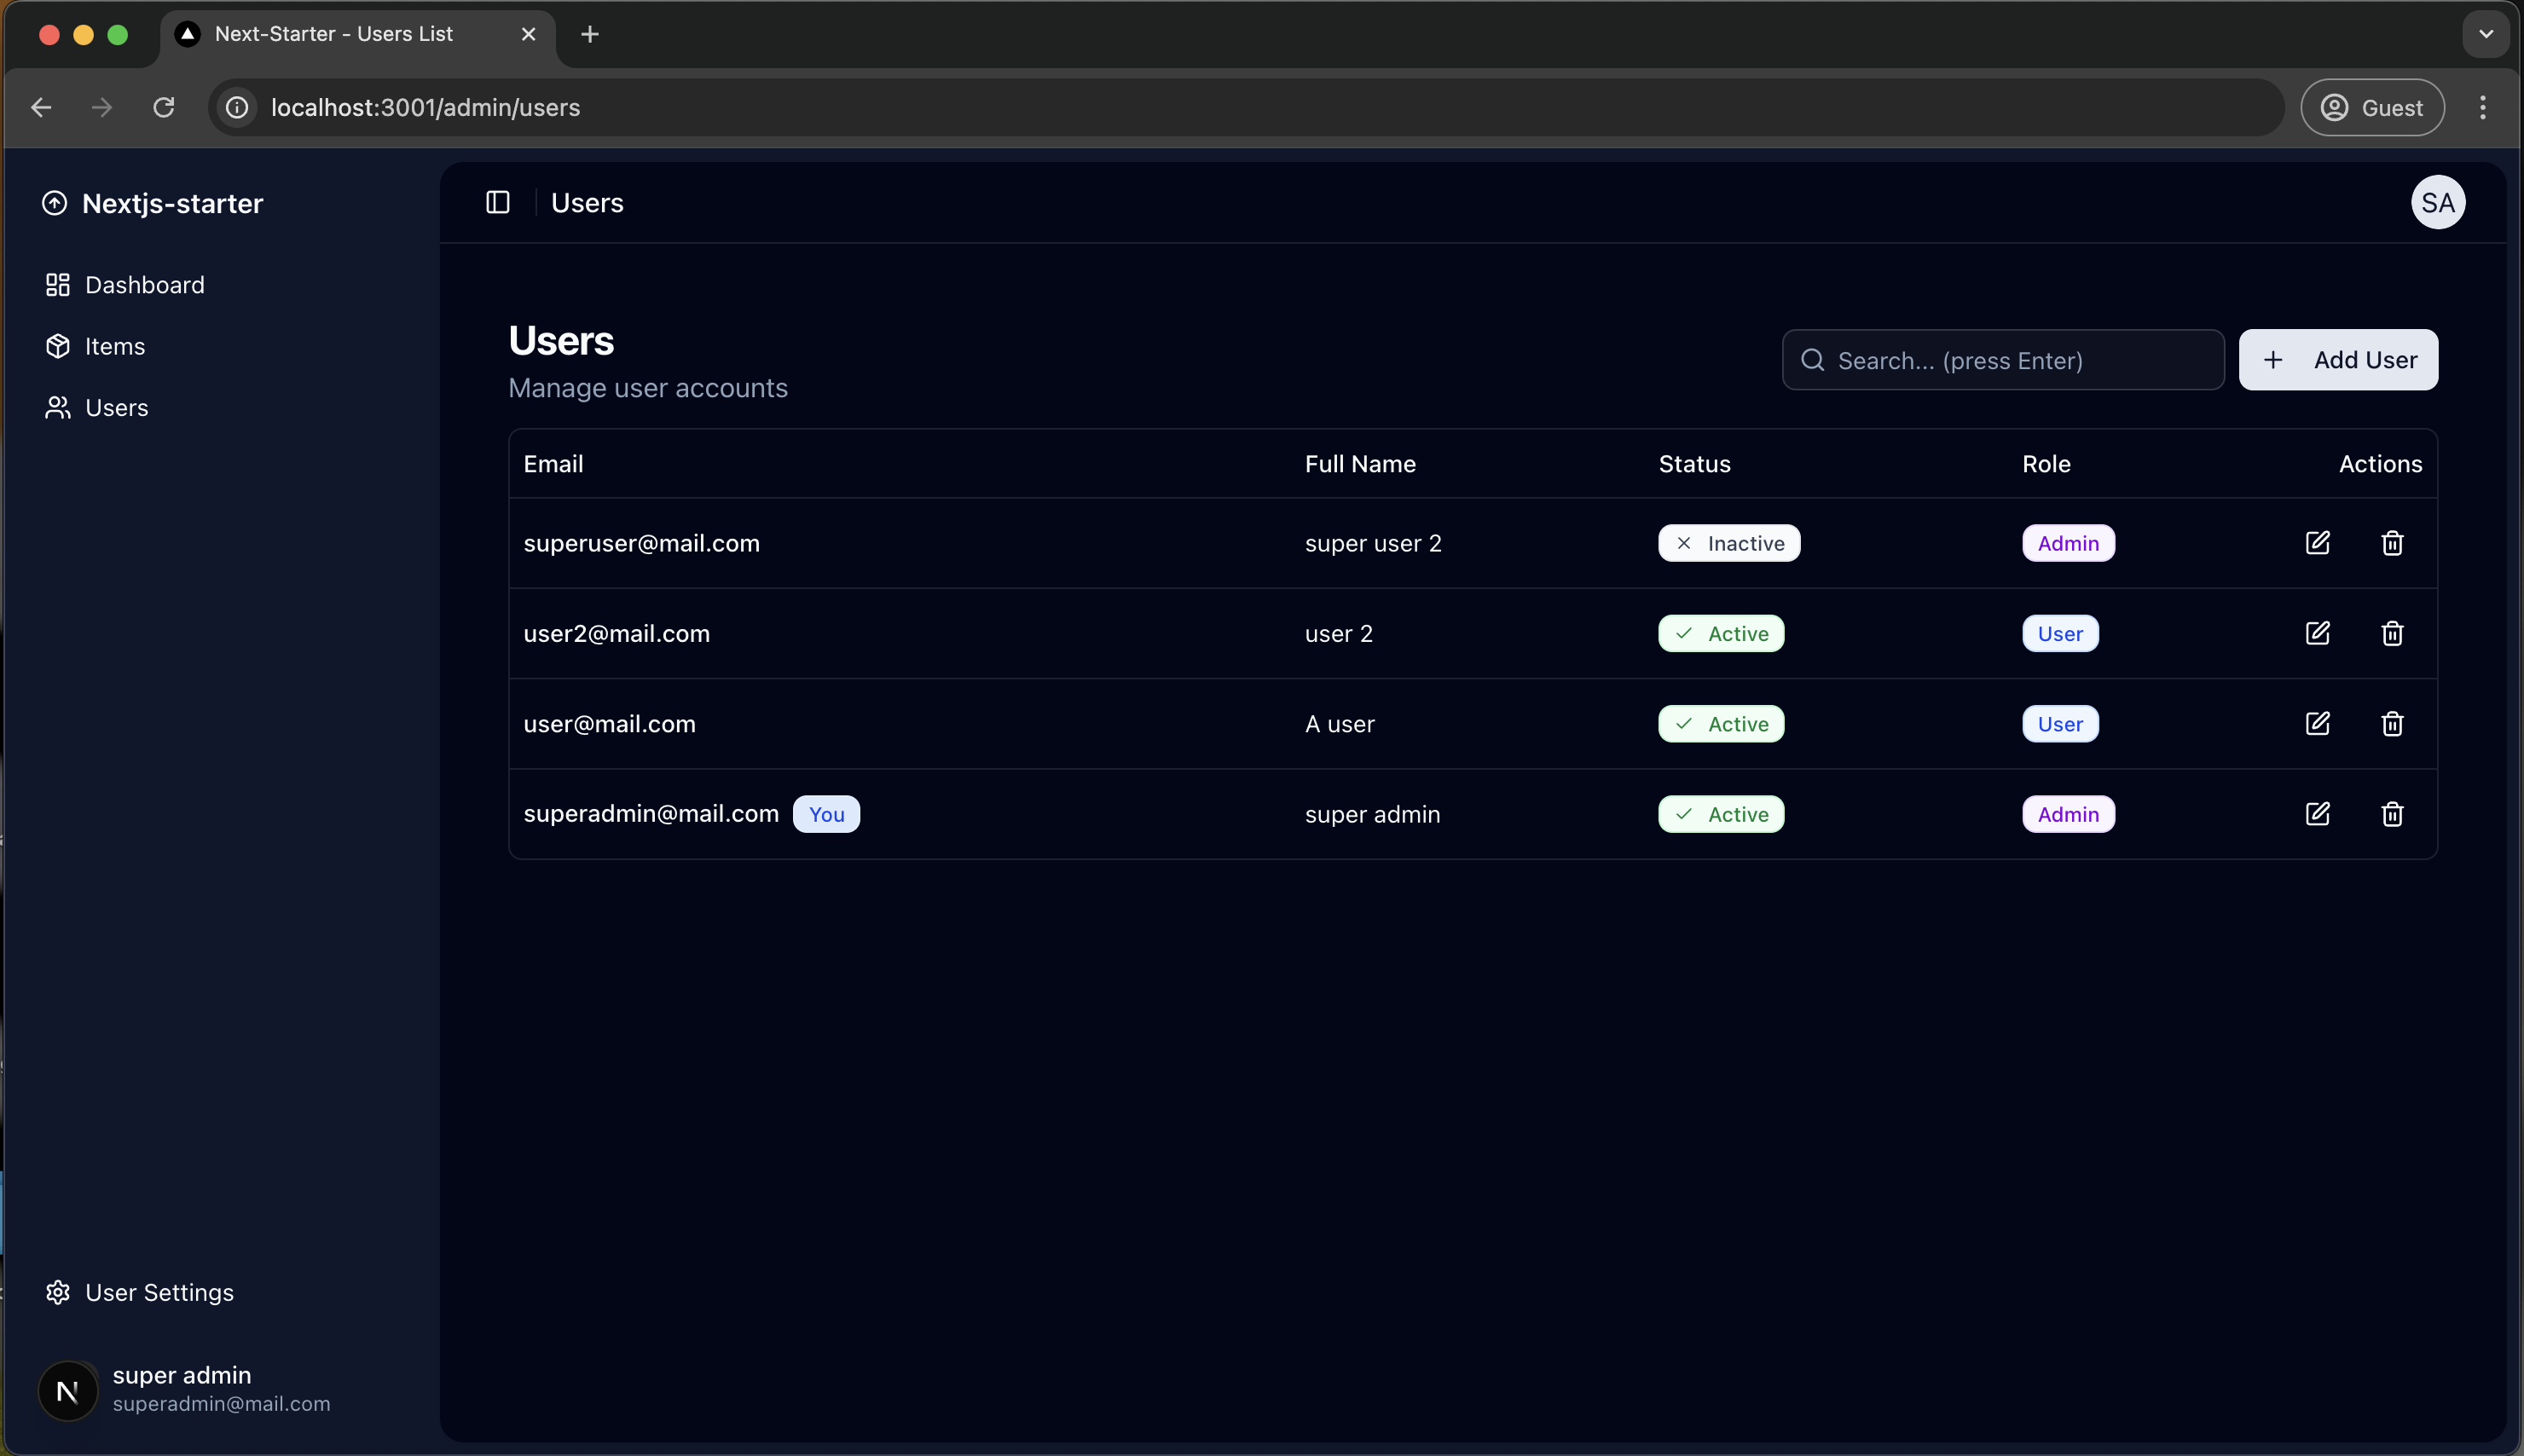 Next-Starter - Users List
localhost:3001/admin/users
Guest
Nextjs-starter
Users
SA
Dashboard
Items
Users
Users
Manage user accounts
Search... (press Enter)
Add User
Email Full Name Status Role Actions
superuser@mail.com super user 2 Inactive Admin
user2@mail.com user 2 Active User
user@mail.com A user Active User
superadmin@mail.com You super admin Active Admin
User Settings
N
super admin
superadmin@mail.com